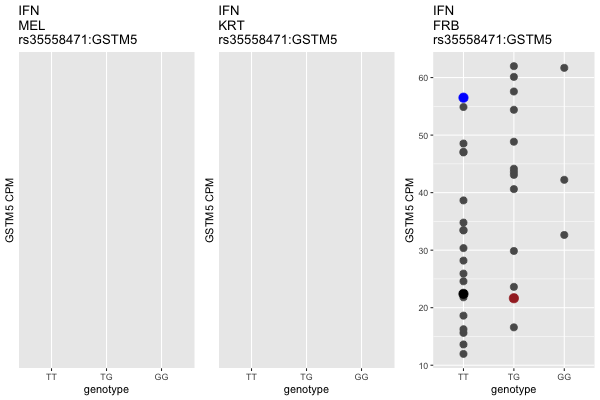 IFN
MEL
rs35558471:GSTM5
GSTM5 CPM
TT TG GG
genotype
IFN
KRT
rs35558471:GSTM5
GSTM5 CPM
TT TG GG
genotype
IFN
FRB
rs35558471:GSTM5
GSTM5 CPM
60
50
40
30
20
10
TT TG GG
genotype